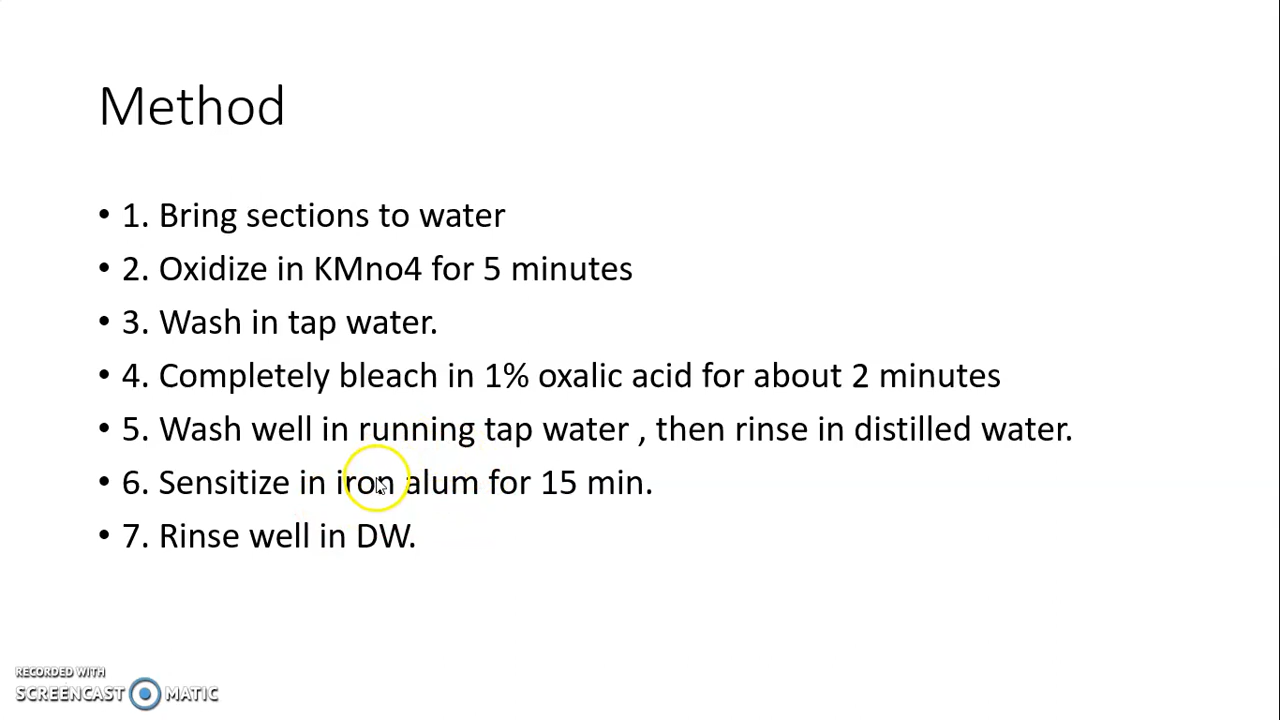 Method
• 1. Bring sections to water
• 2. Oxidize in KMno4 for 5 minutes
• 3. Wash in tap water.
• 4. Completely bleach in 1% oxalic acid for about 2 minutes
• 5. Wash well in running tap water , then rinse in distilled water.
• 6. Sensitize in iron alum for 15 min.
• 7. Rinse well in DW.
RECORDED WITH
SCREENCAST MATIC